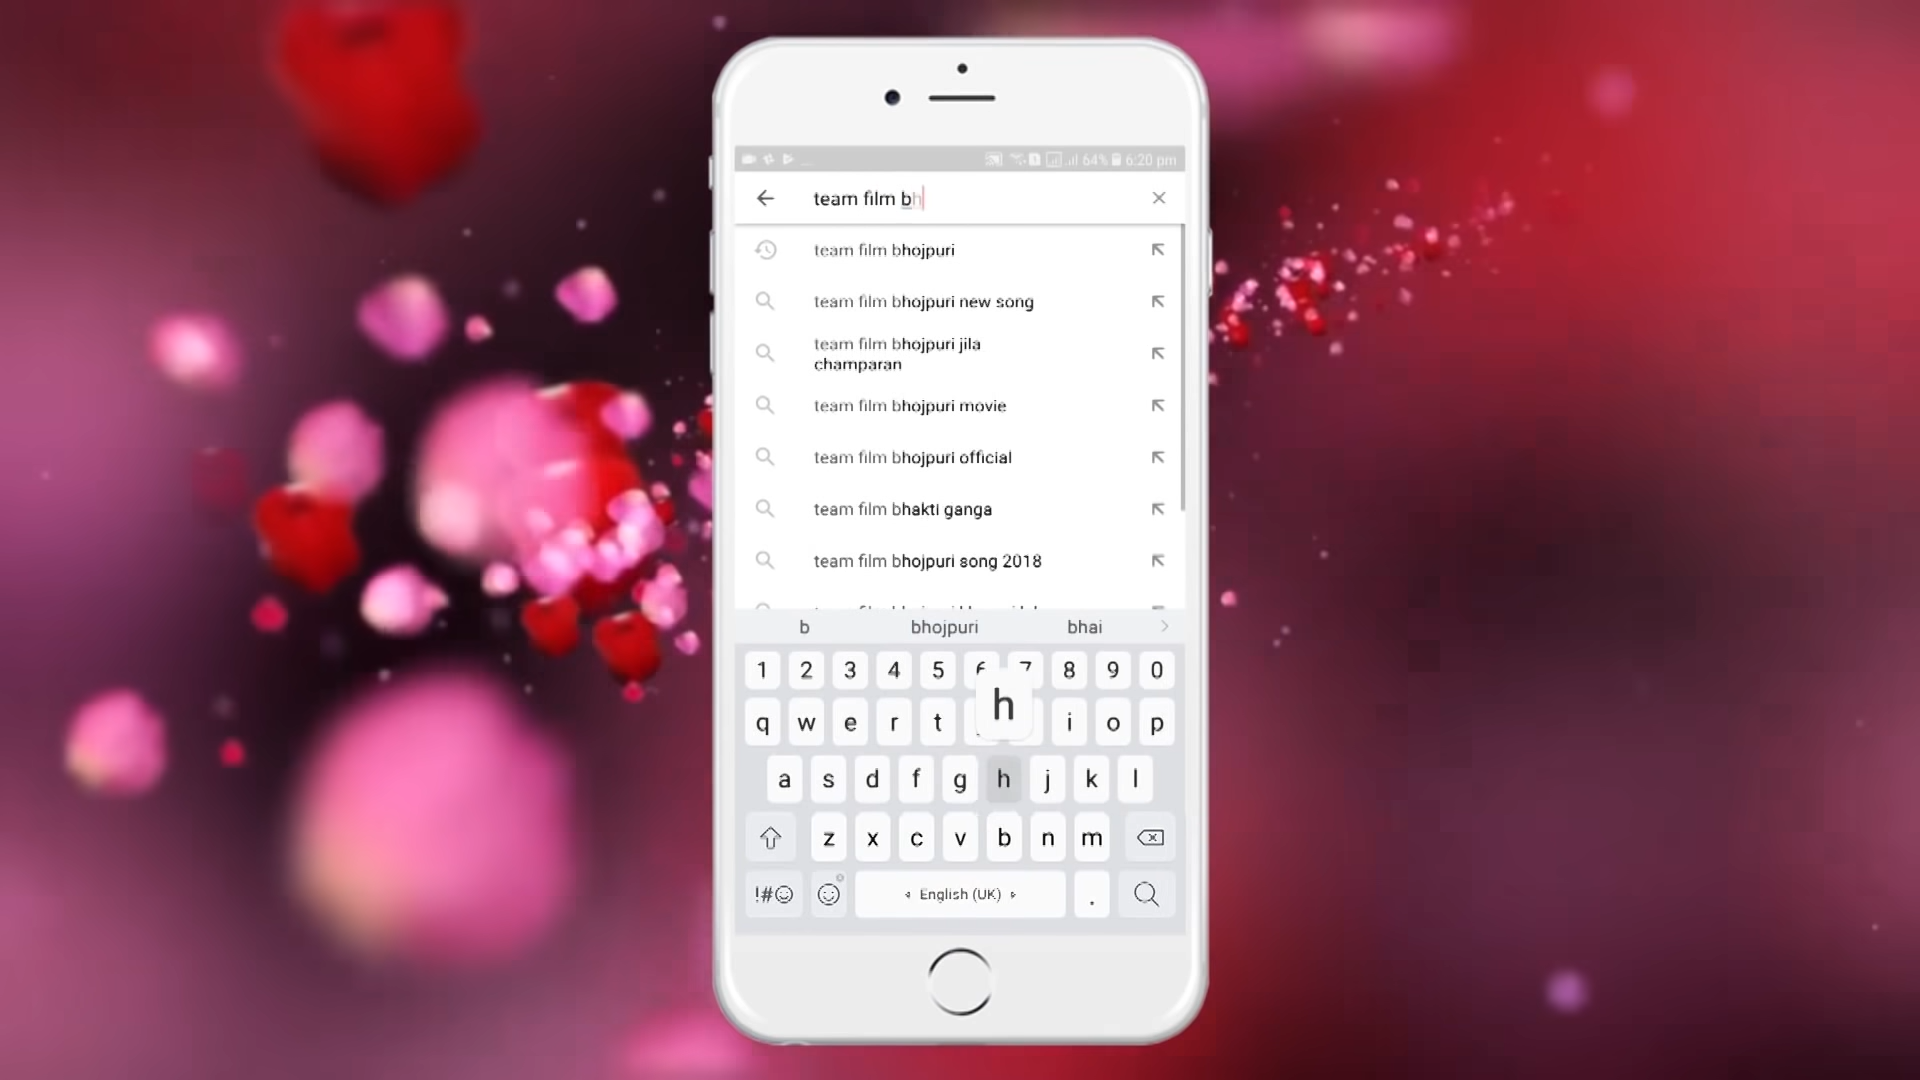 64% 6:20 pm
team film bh
team film bhojpuri
team film bhojpuri new song
team film bhojpuri jila
champaran
team film bhojpuri movie
team film bhojpuri official
team film bhakti ganga
team film bhojpuri song 2018
b bhojpuri bhai
1 2 3 4 5 6 7 8 9 0
h
q w e r t i o p
a s d f g h j k l
z x c v b n m
!#☺ English (UK) .